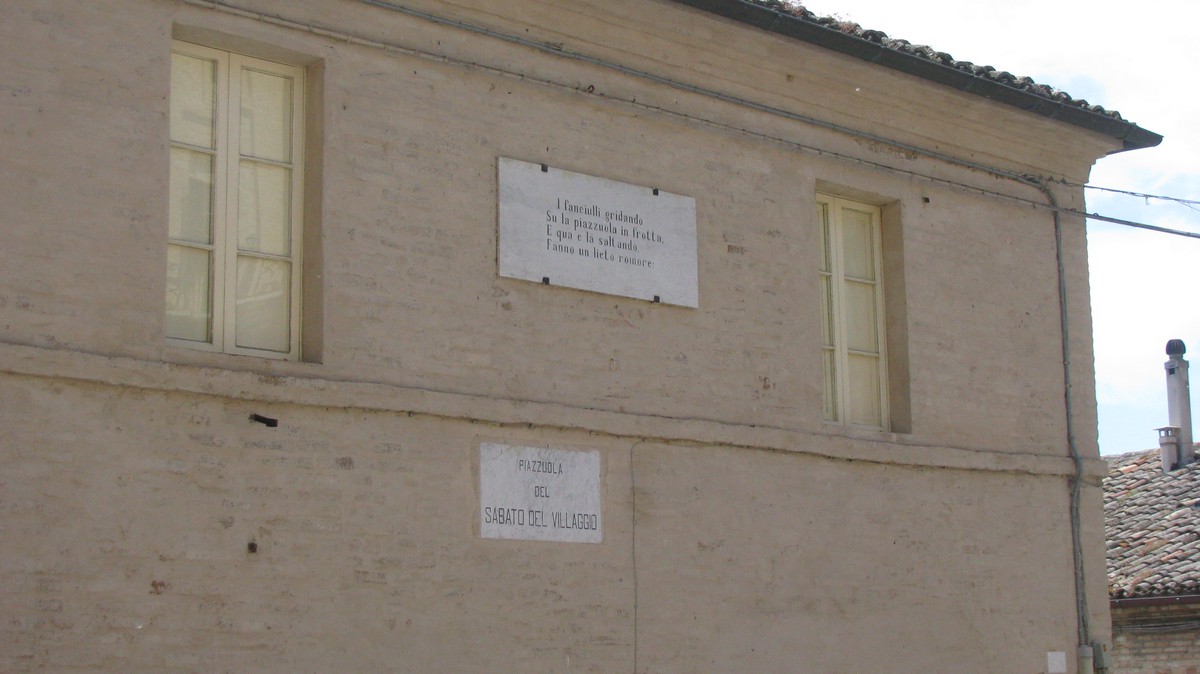 I fanciulli gridando
Su la piazzuola in frotta,
E qua e là saltando,
Fanno un lieto romore:
PIAZZUOLA
DEL
SABATO DEL VILLAGGIO